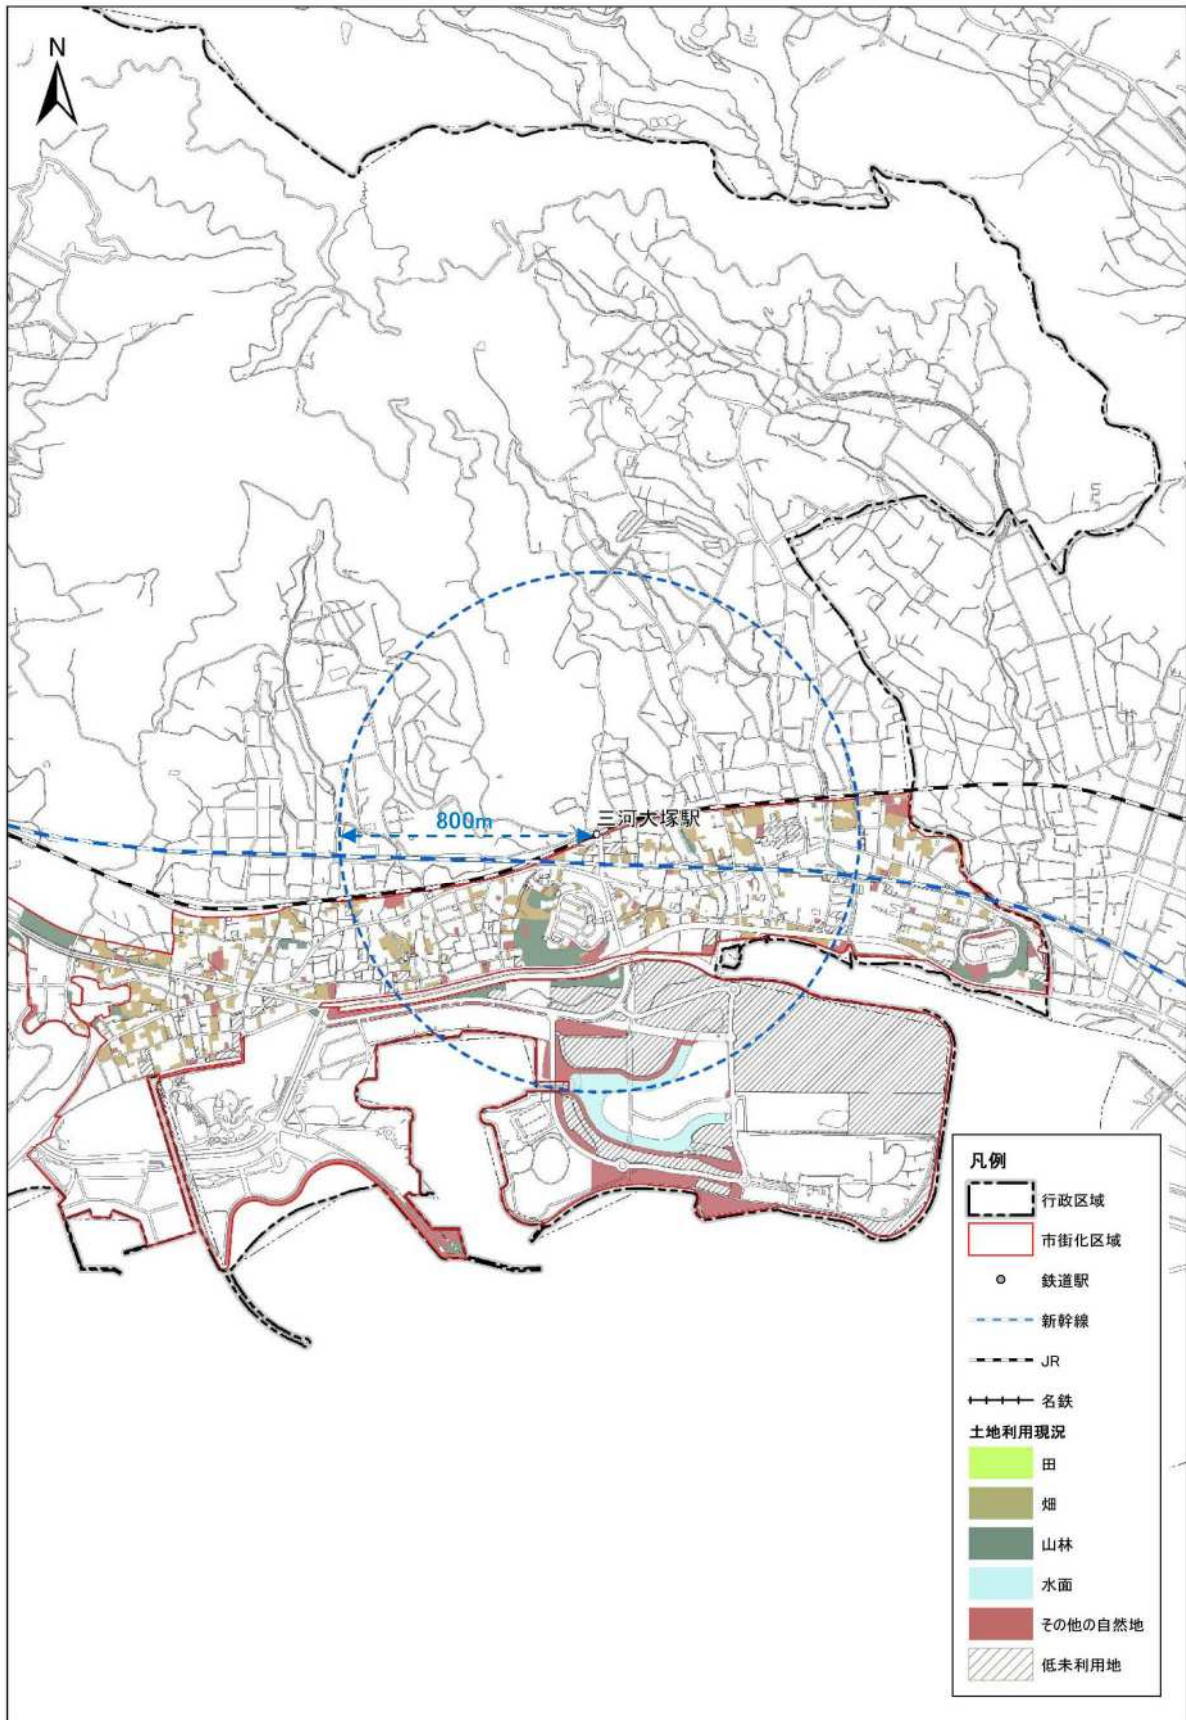 N
三河大塚駅
800m
凡例
行政区域
市街化区域
鉄道駅
新幹線
JR
名鉄
土地利用現況
田
畑
山林
水面
その他の自然地
低未利用地